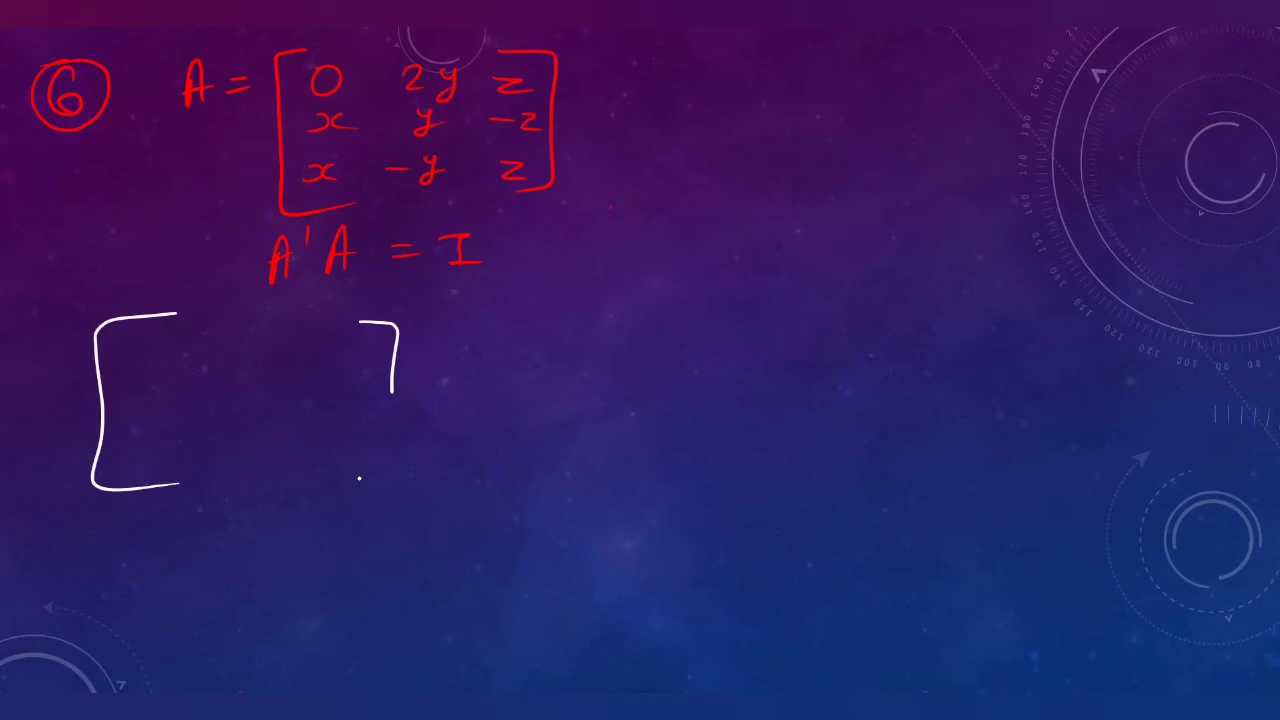 ⑥ A = [ 0 2y z
x y -z
x -y z ]
A'A = I